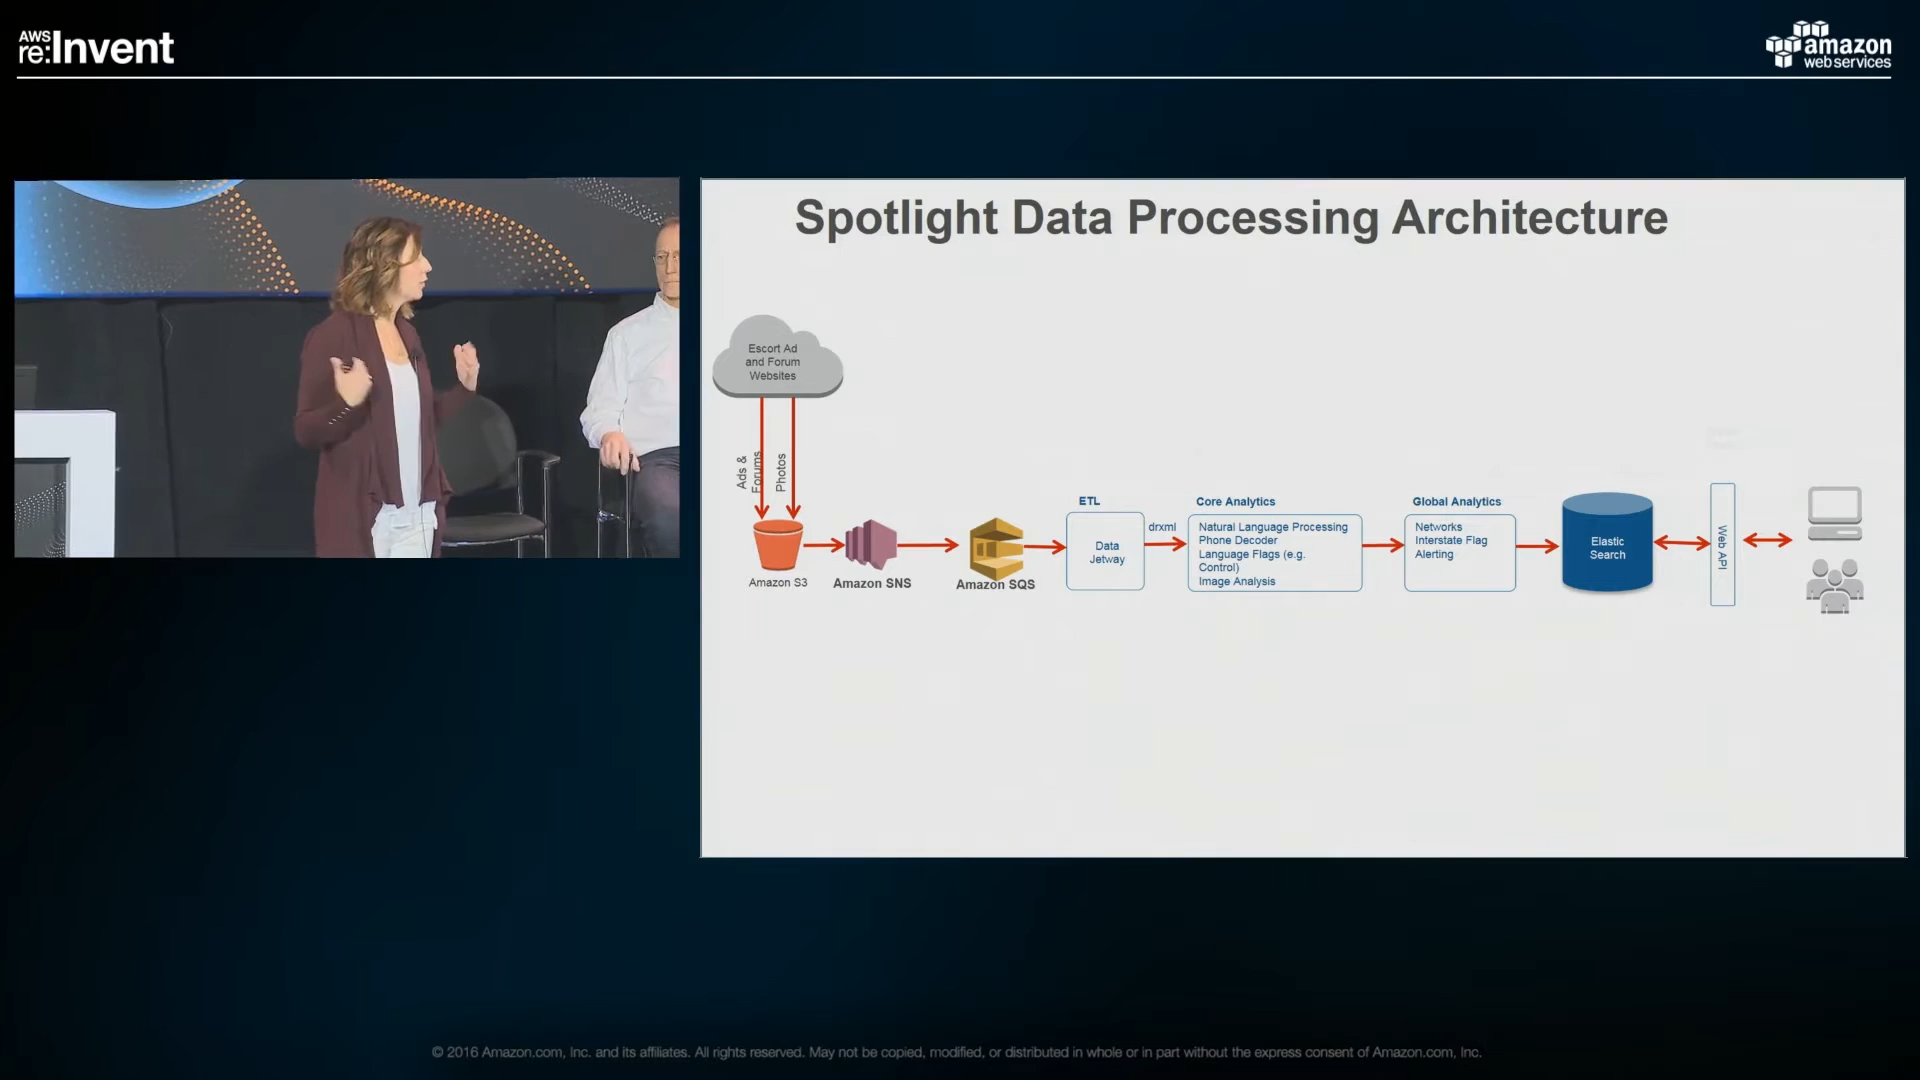 AWS
re:Invent
amazon
web services
Spotlight Data Processing Architecture
Escort Ad
and Forum
Websites
Ads &
Forums
Photos
Amazon S3
Amazon SNS
Amazon SQS
ETL
Data
Jetway
drxml
Core Analytics
Natural Language Processing
Phone Decoder
Language Flags (e.g.
Control)
Image Analysis
Global Analytics
Networks
Interstate Flag
Alerting
Elastic
Search
Web API
© 2016 Amazon.com, Inc. and its affiliates. All rights reserved. May not be copied, modified, or distributed in whole or in part without the express consent of Amazon.com, Inc.